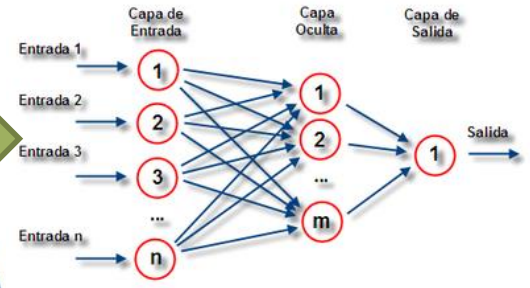 Capa de
Entrada
Capa
Oculta
Capa de
Salida
Entrada 1
Entrada 2
Entrada 3
Entrada n
1
2
3
...
n
1
2
...
m
1
Salida